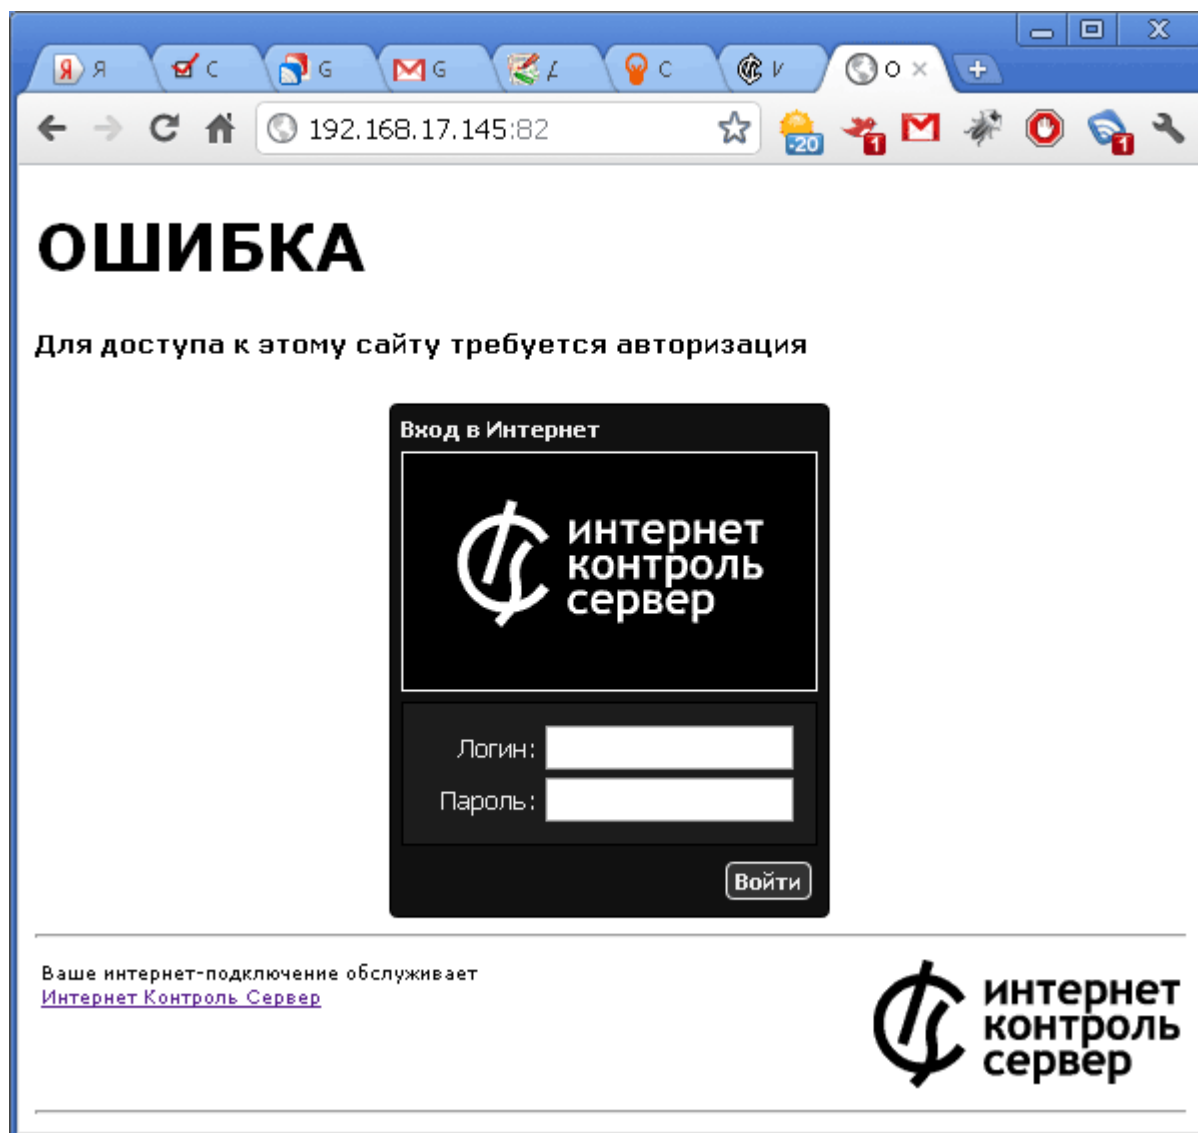 Я С G G С О
192.168.17.145:82
-20 1 1
ОШИБКА
Для доступа к этому сайту требуется авторизация
Вход в Интернет
интернет
контроль
сервер
Логин:
Пароль:
Войти
Ваше интернет-подключение обслуживает
Интернет Контроль Сервер
интернет
контроль
сервер